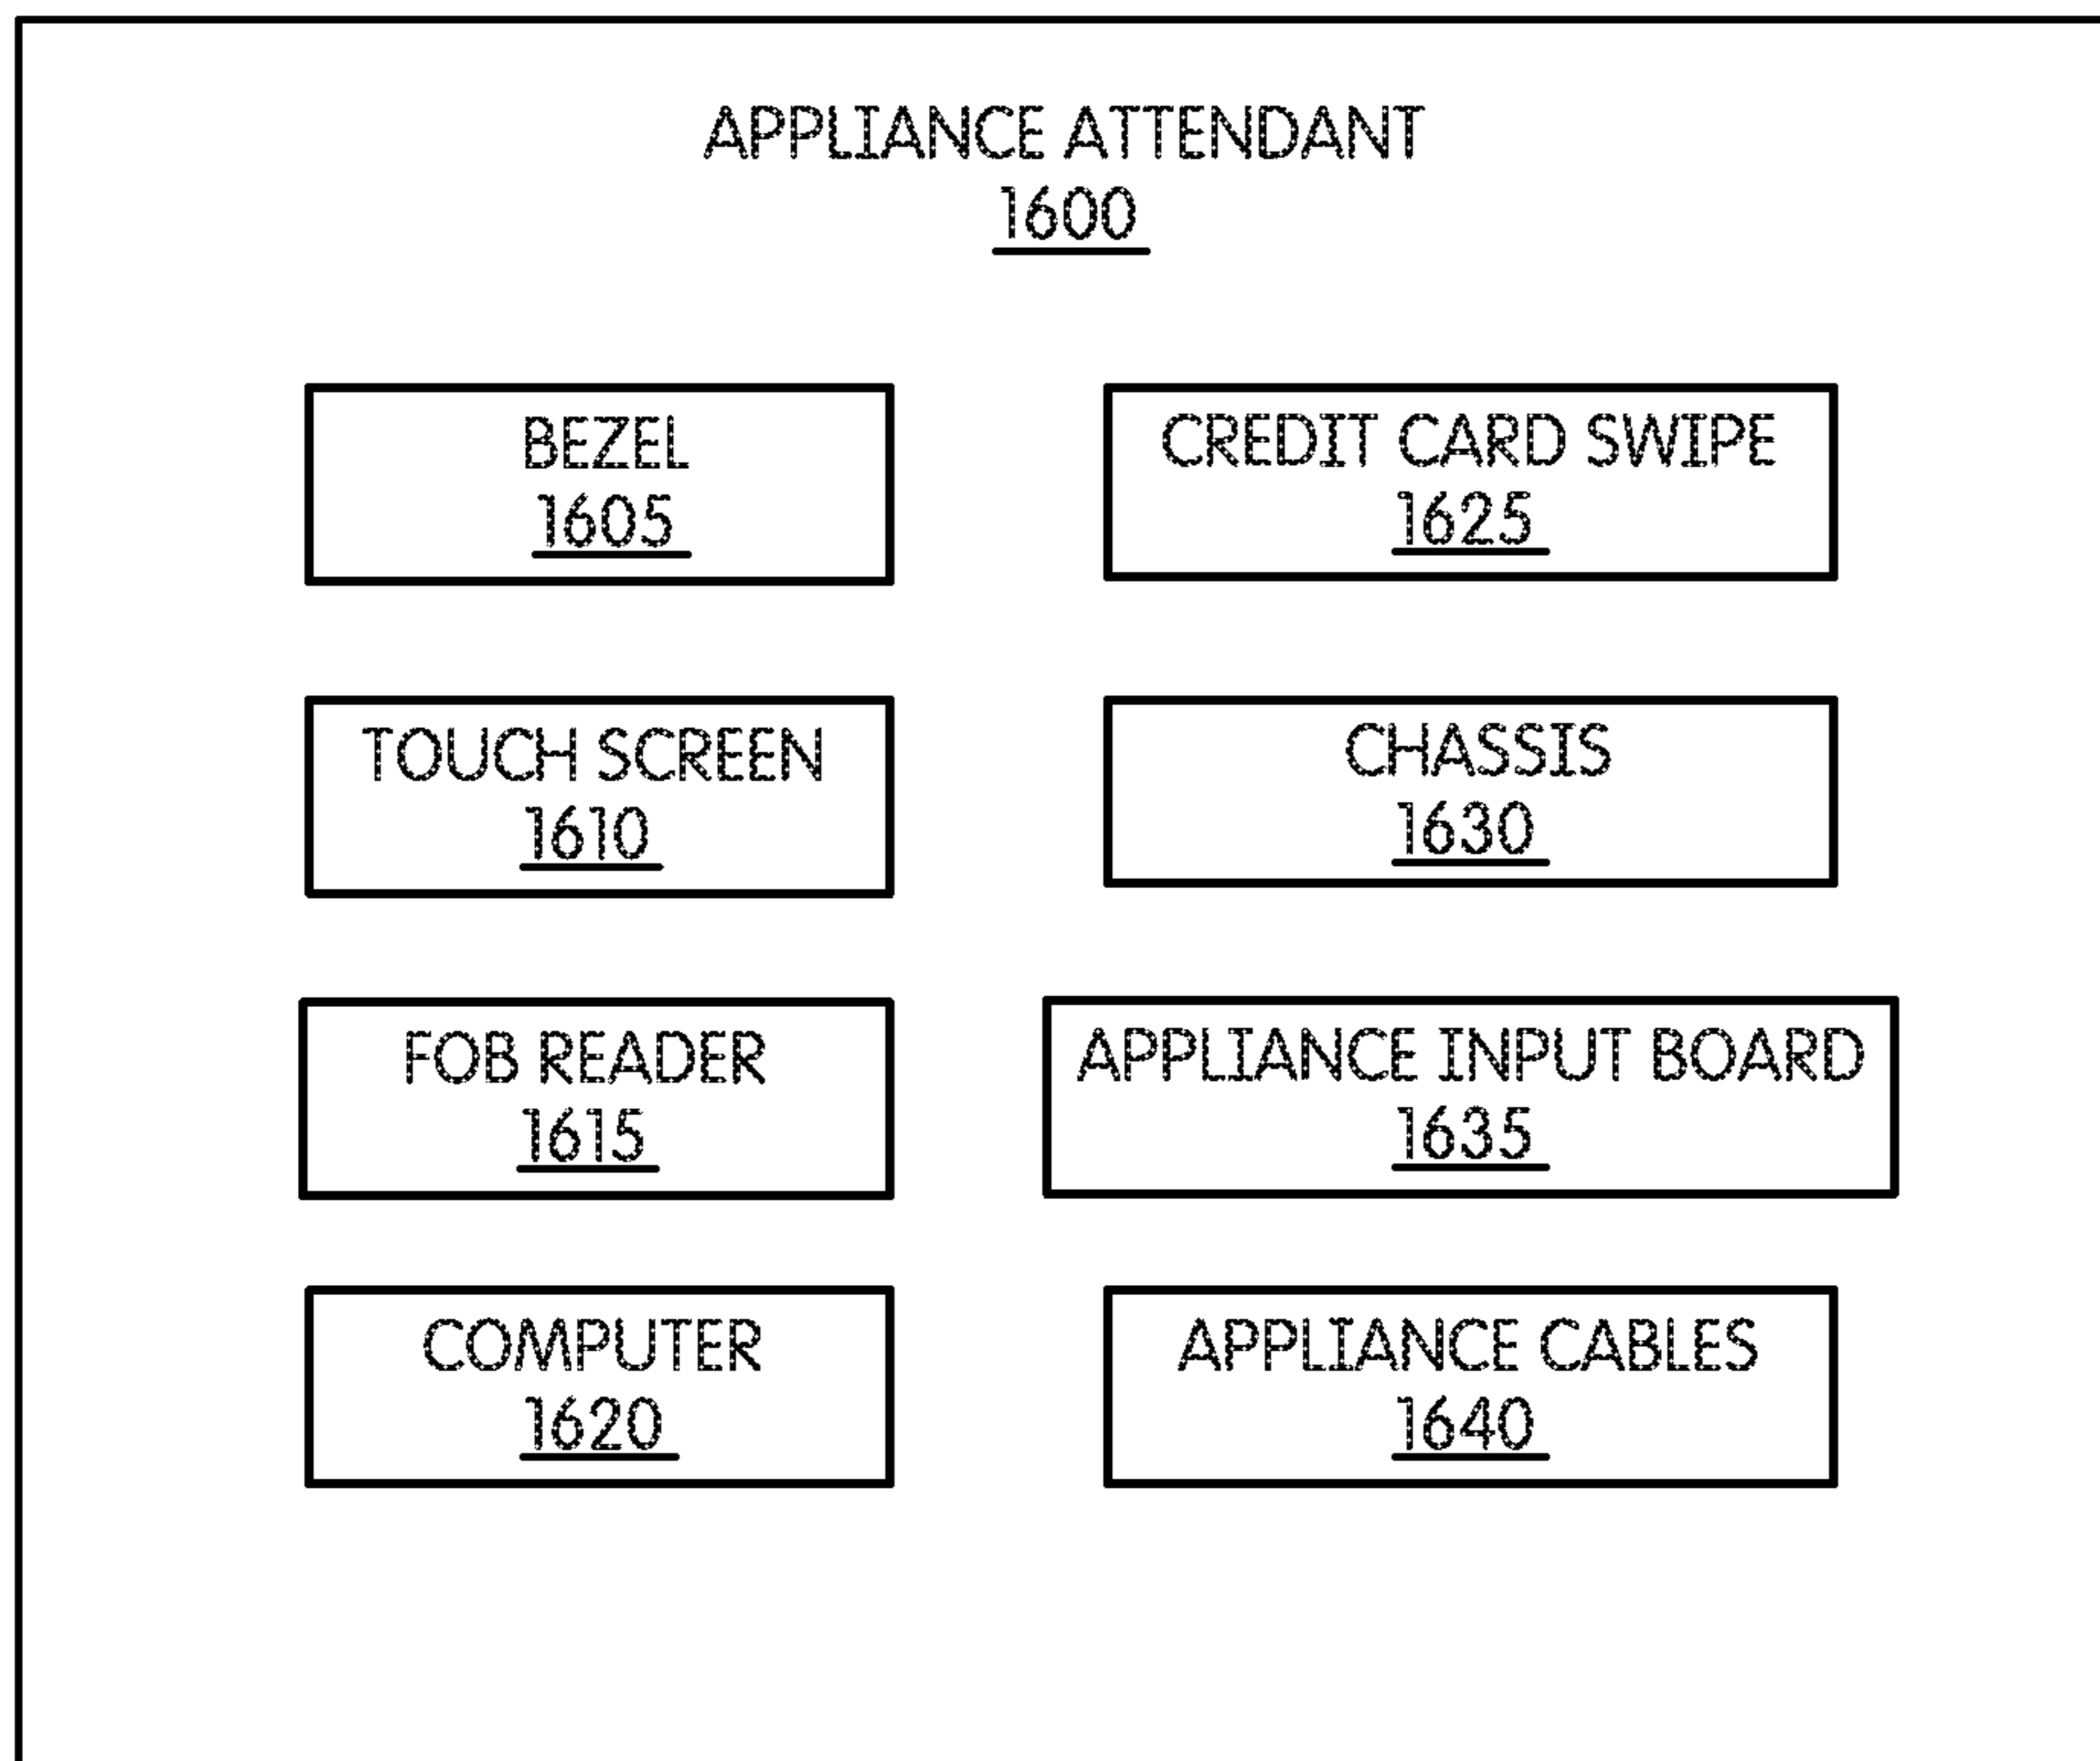 APPLIANCE ATTENDANT
1600
BEZEL
1605
CREDIT CARD SWIPE
1625
TOUCH SCREEN
1610
CHASSIS
1630
FOB READER
1615
APPLIANCE INPUT BOARD
1635
COMPUTER
1620
APPLIANCE CABLES
1640